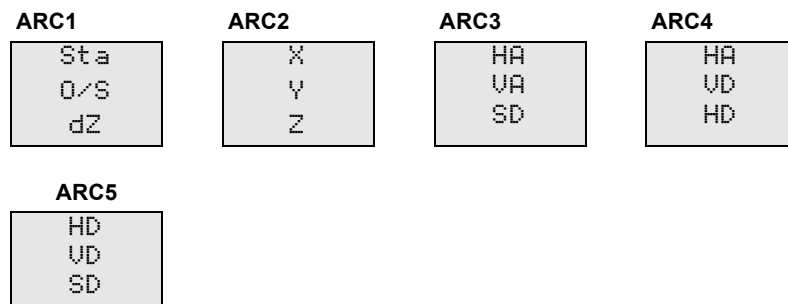 ARC1 ARC2 ARC3 ARC4
Sta X HA HA
O/S Y VA VD
dZ Z SD HD
ARC5
HD
VD
SD